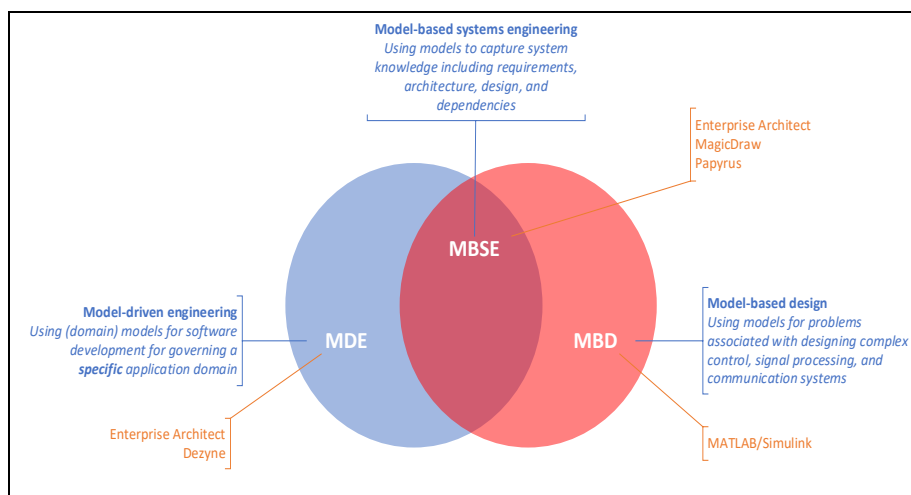 Model-based systems engineering
Using models to capture system
knowledge including requirements,
architecture, design, and
dependencies
Enterprise Architect
MagicDraw
Papyrus
MBSE
Model-driven engineering
Using (domain) models for software
development for governing a
specific application domain
MDE
MBD
Model-based design
Using models for problems
associated with designing complex
control, signal processing, and
communication systems
Enterprise Architect
Dezyne
MATLAB/Simulink